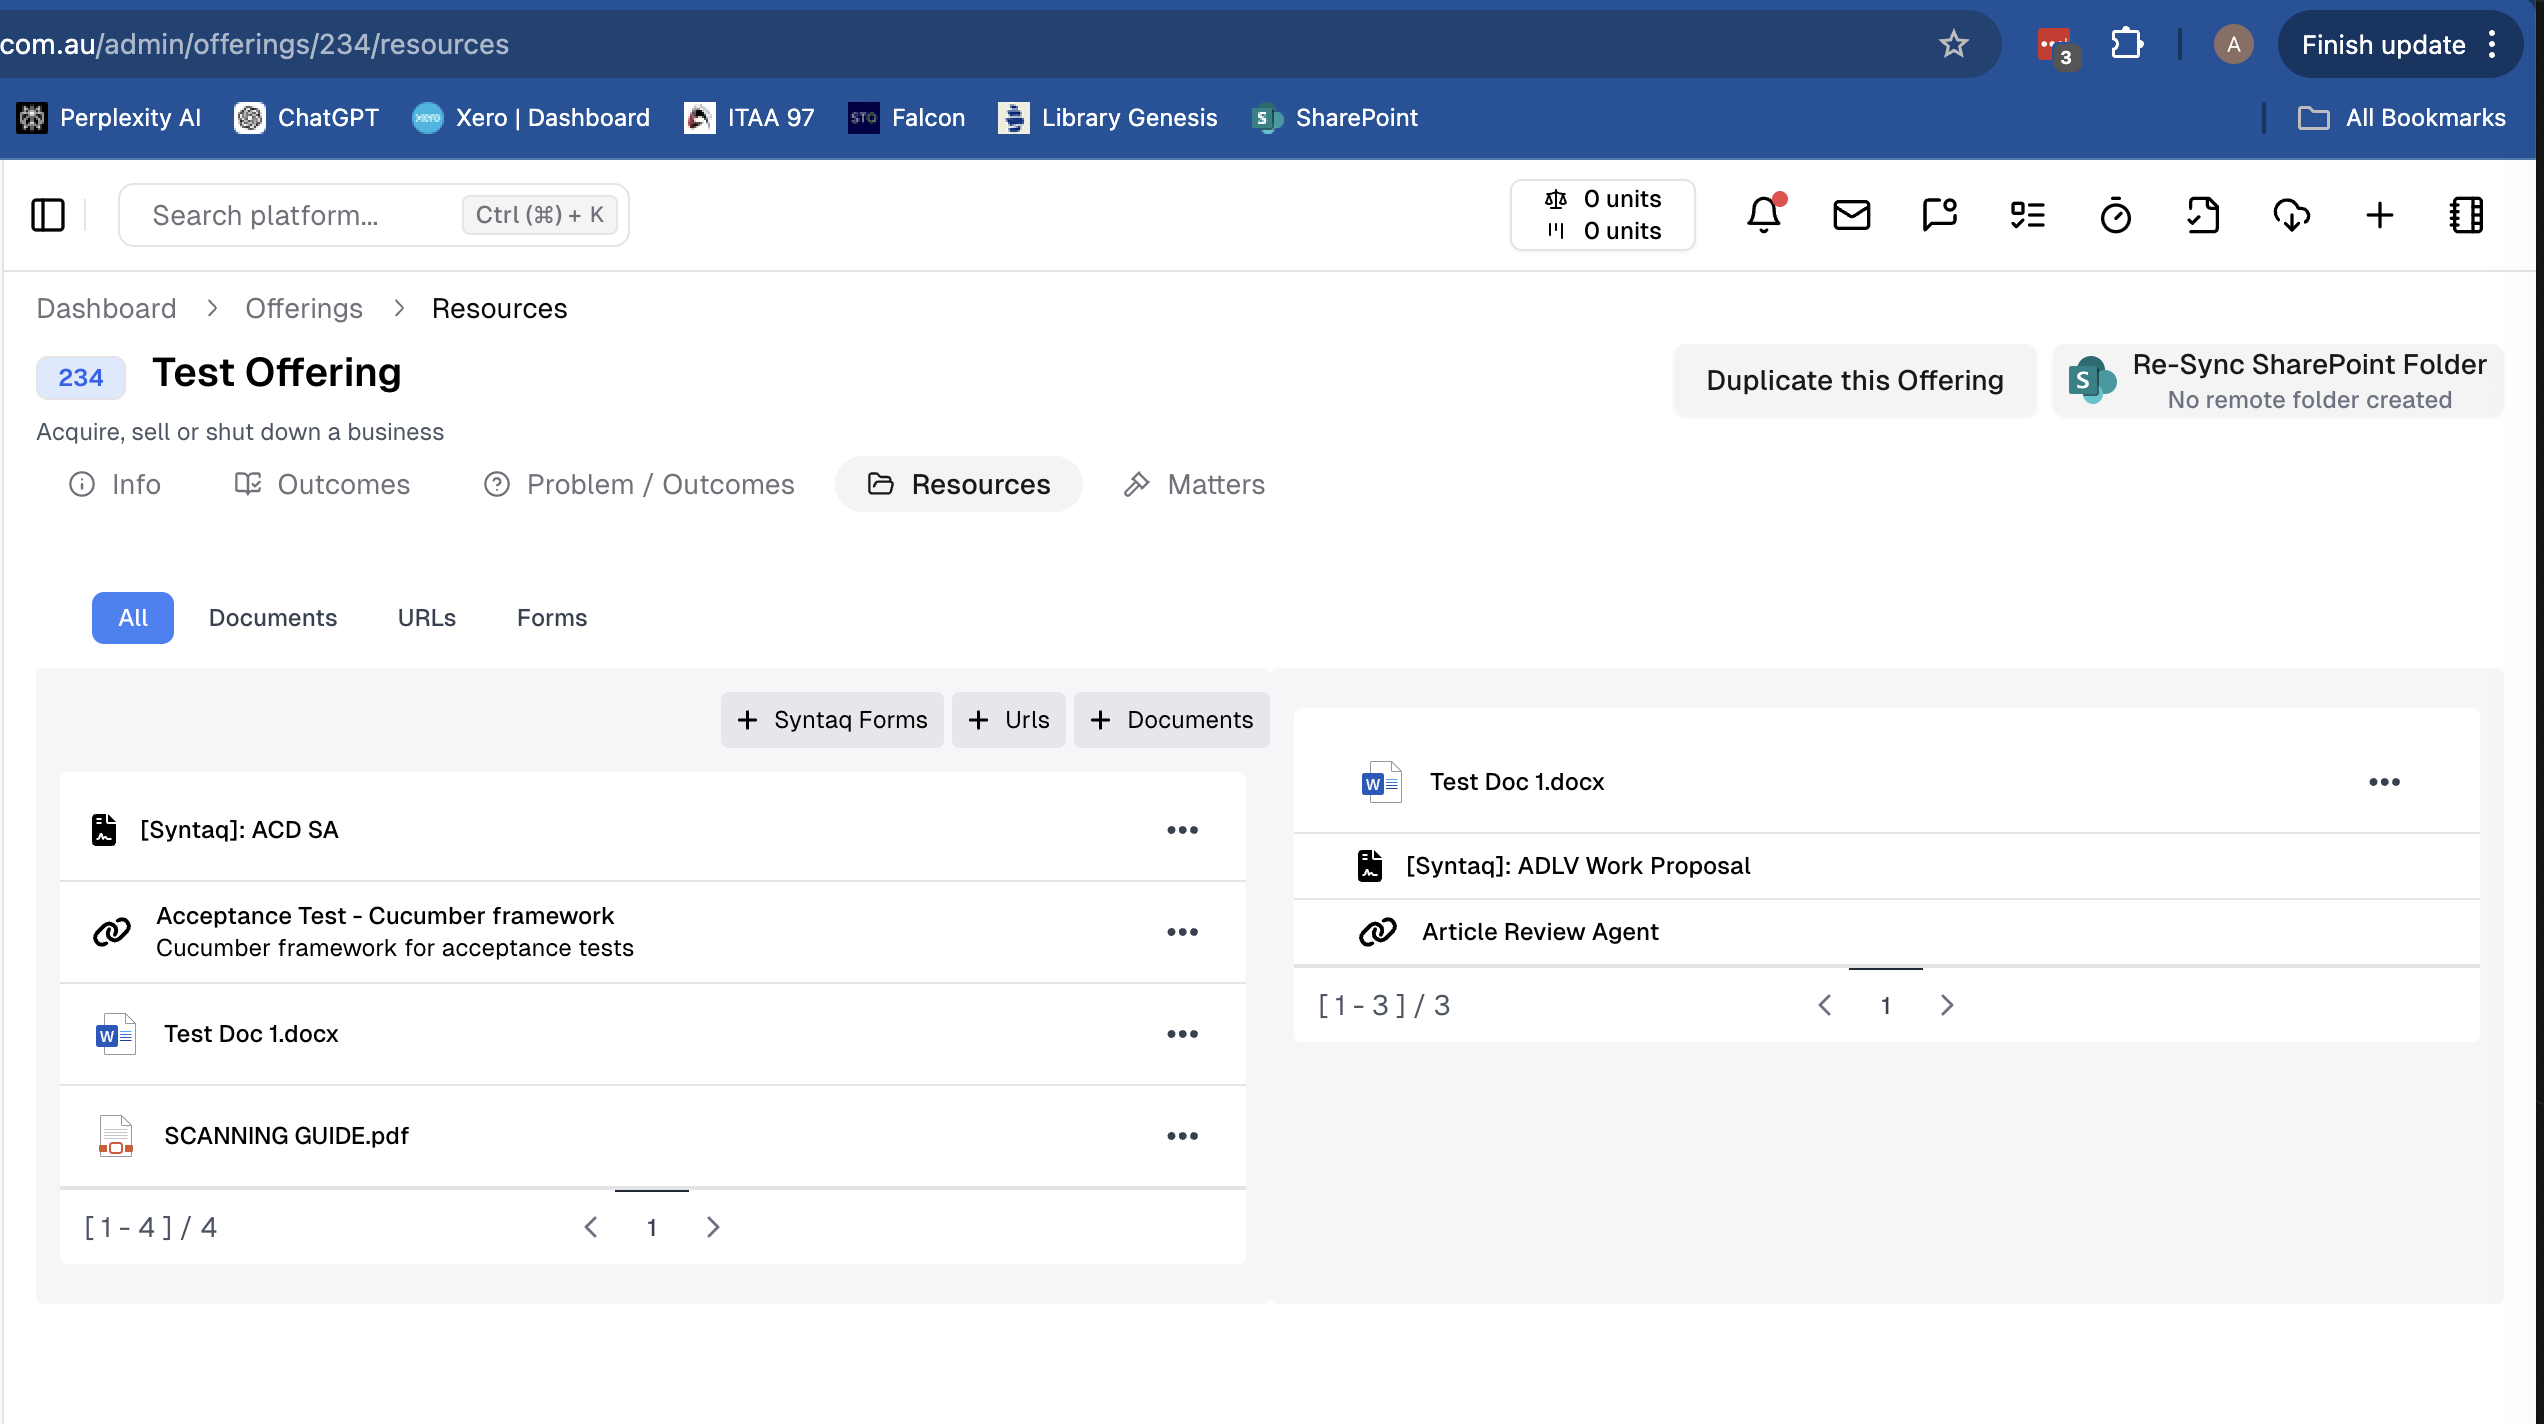 com.au/admin/offerings/234/resources
3
A
Finish update
Perplexity AI
ChatGPT
xero
Xero | Dashboard
ITAA 97
STQ
Falcon
Library Genesis
S
SharePoint
All Bookmarks
Search platform...
Ctrl (⌘) + K
0 units
0 units
Dashboard > Offerings > Resources
234
Test Offering
Duplicate this Offering
S
Re-Sync SharePoint Folder
No remote folder created
Acquire, sell or shut down a business
Info
Outcomes
Problem / Outcomes
Resources
Matters
All
Documents
URLs
Forms
+ Syntaq Forms
+ Urls
+ Documents
[Syntaq]: ACD SA
Acceptance Test - Cucumber framework
Cucumber framework for acceptance tests
W
Test Doc 1.docx
SCANNING GUIDE.pdf
[ 1 - 4 ] / 4
< 1 >
W
Test Doc 1.docx
[Syntaq]: ADLV Work Proposal
Article Review Agent
[ 1 - 3 ] / 3
< 1 >